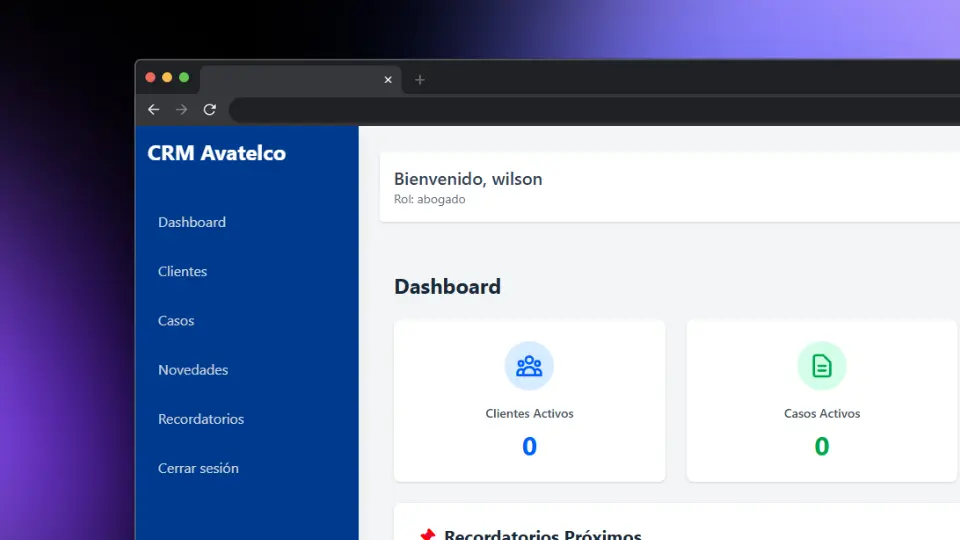 CRM Avatelco
Dashboard
Clientes
Casos
Novedades
Recordatorios
Cerrar sesión
Bienvenido, wilson
Rol: abogado
Dashboard
Clientes Activos
0
Casos Activos
0
Recordatorios Próximos